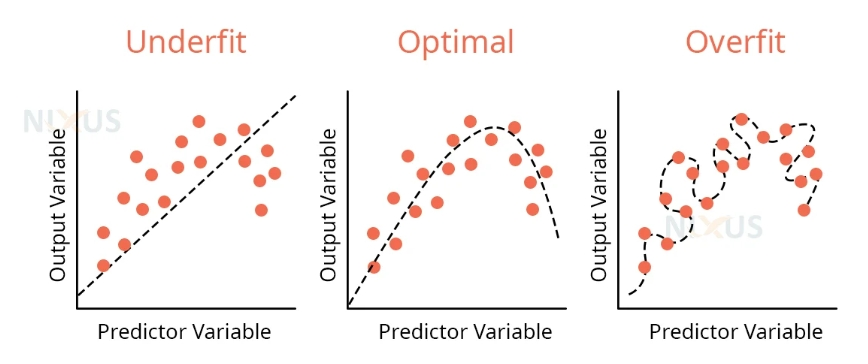 Underfit
Optimal
Overfit
NIXUS
Output Variable
Output Variable
Output Variable
NIXUS
Predictor Variable
Predictor Variable
Predictor Variable